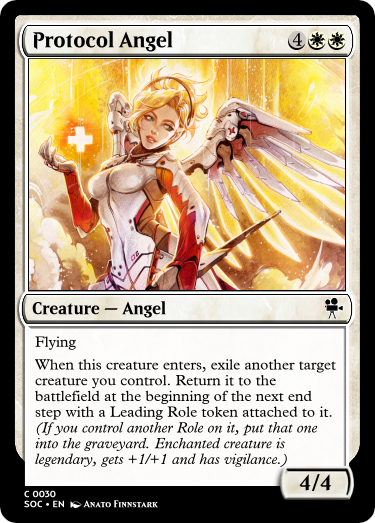 Protocol Angel 4
Creature — Angel
Flying
When this creature enters, exile another target
creature you control. Return it to the
battlefield at the beginning of the next end
step with a Leading Role token attached to it.
(If you control another Role on it, put that one
into the graveyard. Enchanted creature is
legendary, gets +1/+1 and has vigilance.)
4/4
C 0030
SOC • EN Anato Finnstark